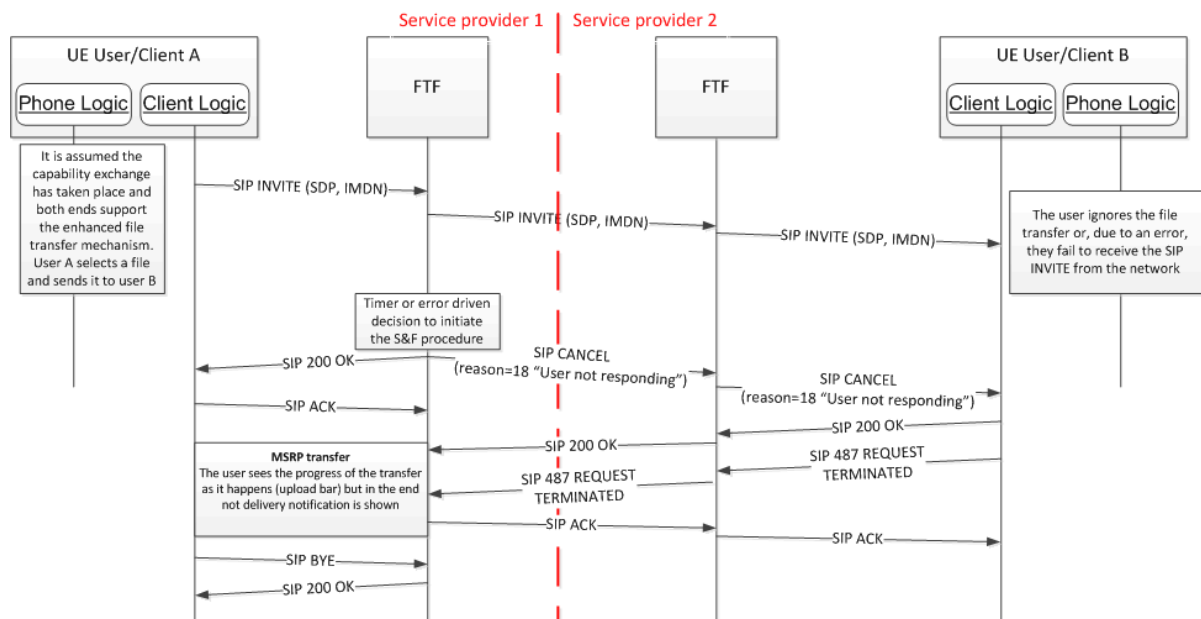 Service provider 1
Service provider 2
UE User/Client A
Phone Logic
Client Logic
FTF
FTF
UE User/Client B
Client Logic
Phone Logic
It is assumed the
capability exchange
has taken place and
both ends support
the enhanced file
transfer mechanism.
User A selects a file
and sends it to user B
SIP INVITE (SDP, IMDN)
SIP INVITE (SDP, IMDN)
SIP INVITE (SDP, IMDN)
The user ignores the file
transfer or, due to an error,
they fail to receive the SIP
INVITE from the network
Timer or error driven
decision to initiate
the S&F procedure
SIP 200 OK
SIP CANCEL
(reason=18 “User not responding”)
SIP CANCEL
(reason=18 “User not responding”)
SIP ACK
SIP 200 OK
SIP 200 OK
MSRP transfer
The user sees the progress of the transfer
as it happens (upload bar) but in the end
not delivery notification is shown
SIP 487 REQUEST
TERMINATED
SIP 487 REQUEST
TERMINATED
SIP ACK
SIP ACK
SIP BYE
SIP 200 OK